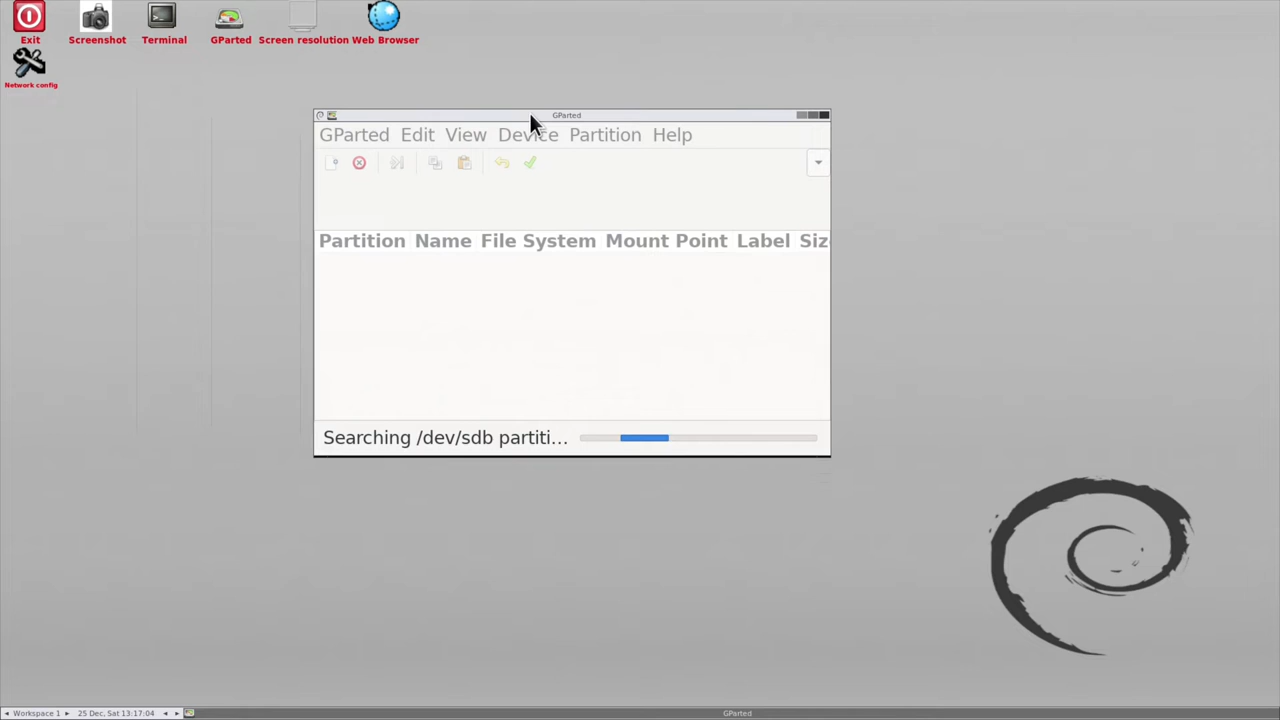 Exit
Screenshot
Terminal
GParted
Screen resolution
Web Browser
Network config
GParted
GParted Edit View Device Partition Help
Partition Name File System Mount Point Label Siz
Searching /dev/sdb partiti...
Workspace 1 25 Dec, Sat 13:17:04 GParted